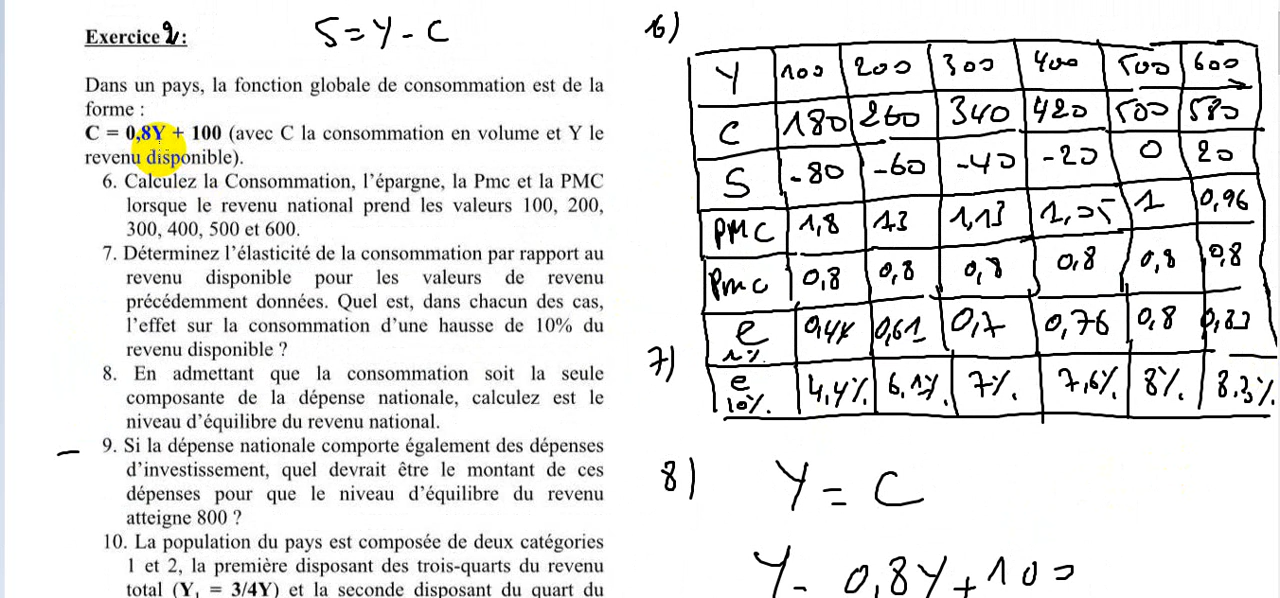 Exercice 2:
S = Y - C
Dans un pays, la fonction globale de consommation est de la
forme :
C = 0,8Y + 100 (avec C la consommation en volume et Y le
revenu disponible).
6. Calculez la Consommation, l'épargne, la Pmc et la PMC
lorsque le revenu national prend les valeurs 100, 200,
300, 400, 500 et 600.
7. Déterminez l'élasticité de la consommation par rapport au
revenu disponible pour les valeurs de revenu
précédemment données. Quel est, dans chacun des cas,
l'effet sur la consommation d'une hausse de 10% du
revenu disponible ?
8. En admettant que la consommation soit la seule
composante de la dépense nationale, calculez est le
niveau d'équilibre du revenu national.
9. Si la dépense nationale comporte également des dépenses
d'investissement, quel devrait être le montant de ces
dépenses pour que le niveau d'équilibre du revenu
atteigne 800 ?
10. La population du pays est composée de deux catégories
1 et 2, la première disposant des trois-quarts du revenu
total (Y₁ = 3/4Y) et la seconde disposant du quart du
6)
Y 100 200 300 400 500 600
C 180 260 340 420 500 580
S -80 -60 -40 -20 0 20
PMC 1,8 1,3 1,13 1,05 1 0,96
Pmc 0,8 0,8 0,8 0,8 0,8 0,8
e 1% 0,44 0,61 0,7 0,76 0,8 0,83
7)
e 10% 4,4% 6,1% 7% 7,6% 8% 8,3%
8) Y = C
Y - 0,8Y + 100